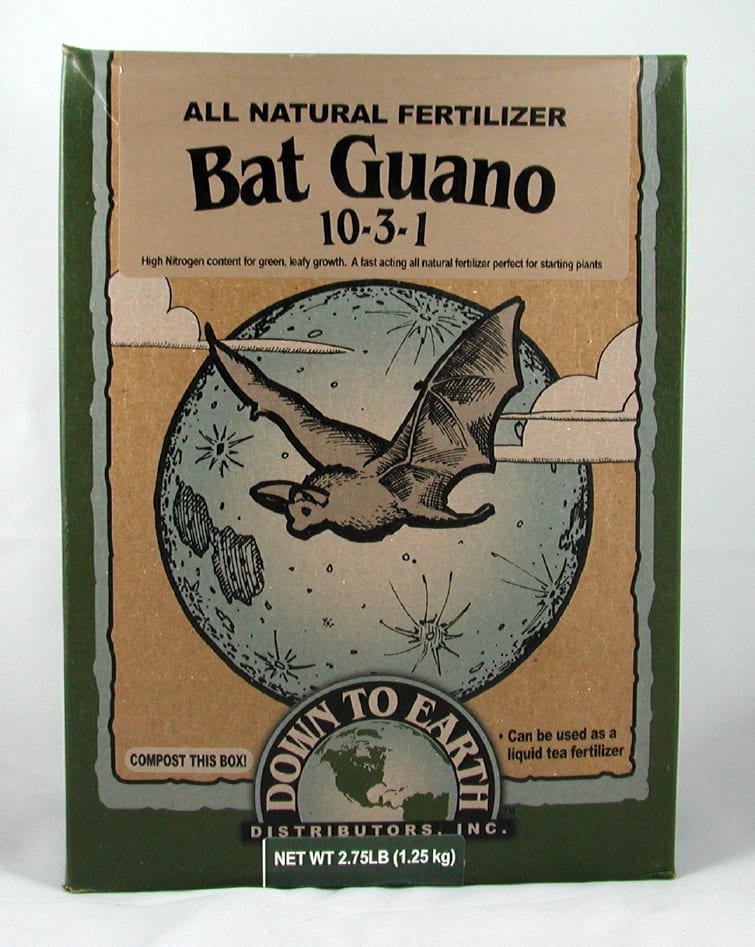 ALL NATURAL FERTILIZER
Bat Guano
10-3-1
High Nitrogen content for green, leafy growth. A fast acting all natural fertilizer perfect for starting plants
COMPOST THIS BOX!
DOWN TO EARTH
DISTRIBUTORS, INC.
• Can be used as a
liquid tea fertilizer
NET WT 2.75LB (1.25 kg)